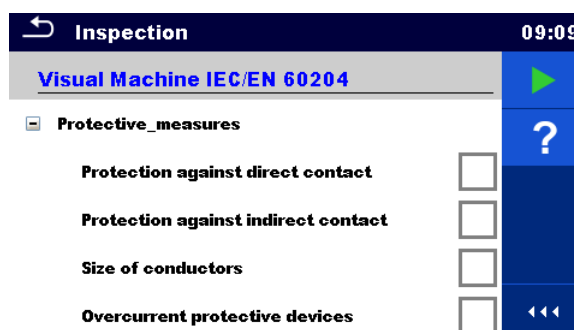 Inspection
09:09
Visual Machine IEC/EN 60204
Protective_measures
?
Protection against direct contact
Protection against indirect contact
Size of conductors
Overcurrent protective devices